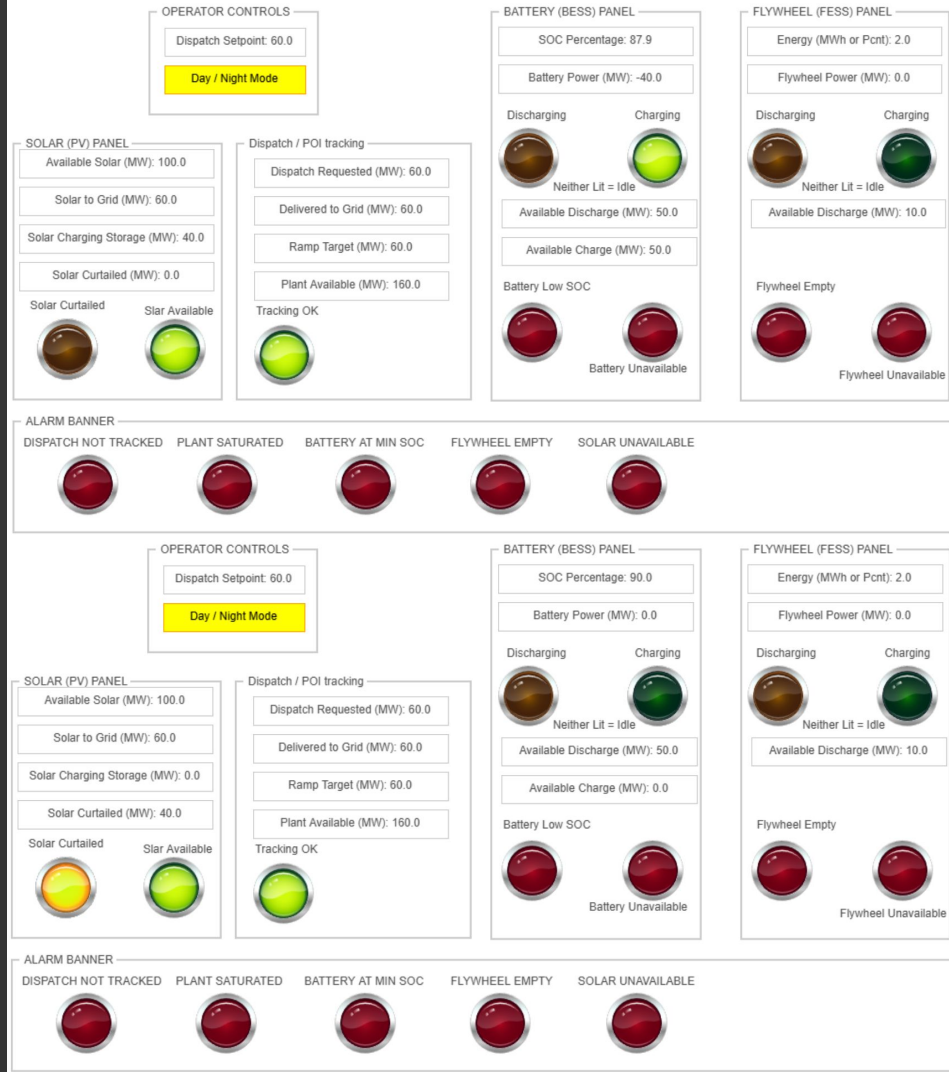 OPERATOR CONTROLS
Dispatch Setpoint: 60.0
Day / Night Mode
BATTERY (BESS) PANEL
SOC Percentage: 87.9
Battery Power (MW): -40.0
Discharging Charging
Neither Lit = Idle
Available Discharge (MW): 50.0
Available Charge (MW): 50.0
Battery Low SOC
Battery Unavailable
FLYWHEEL (FESS) PANEL
Energy (MWh or Pcnt): 2.0
Flywheel Power (MW): 0.0
Discharging Charging
Neither Lit = Idle
Available Discharge (MW): 10.0
Flywheel Empty
Flywheel Unavailable
SOLAR (PV) PANEL
Available Solar (MW): 100.0
Solar to Grid (MW): 60.0
Solar Charging Storage (MW): 40.0
Solar Curtailed (MW): 0.0
Solar Curtailed Slar Available
Dispatch / POI tracking
Dispatch Requested (MW): 60.0
Delivered to Grid (MW): 60.0
Ramp Target (MW): 60.0
Plant Available (MW): 160.0
Tracking OK
ALARM BANNER
DISPATCH NOT TRACKED PLANT SATURATED BATTERY AT MIN SOC FLYWHEEL EMPTY SOLAR UNAVAILABLE
OPERATOR CONTROLS
Dispatch Setpoint: 60.0
Day / Night Mode
BATTERY (BESS) PANEL
SOC Percentage: 90.0
Battery Power (MW): 0.0
Discharging Charging
Neither Lit = Idle
Available Discharge (MW): 50.0
Available Charge (MW): 0.0
Battery Low SOC
Battery Unavailable
FLYWHEEL (FESS) PANEL
Energy (MWh or Pcnt): 2.0
Flywheel Power (MW): 0.0
Discharging Charging
Neither Lit = Idle
Available Discharge (MW): 10.0
Flywheel Empty
Flywheel Unavailable
SOLAR (PV) PANEL
Available Solar (MW): 100.0
Solar to Grid (MW): 60.0
Solar Charging Storage (MW): 0.0
Solar Curtailed (MW): 40.0
Solar Curtailed Slar Available
Dispatch / POI tracking
Dispatch Requested (MW): 60.0
Delivered to Grid (MW): 60.0
Ramp Target (MW): 60.0
Plant Available (MW): 160.0
Tracking OK
ALARM BANNER
DISPATCH NOT TRACKED PLANT SATURATED BATTERY AT MIN SOC FLYWHEEL EMPTY SOLAR UNAVAILABLE